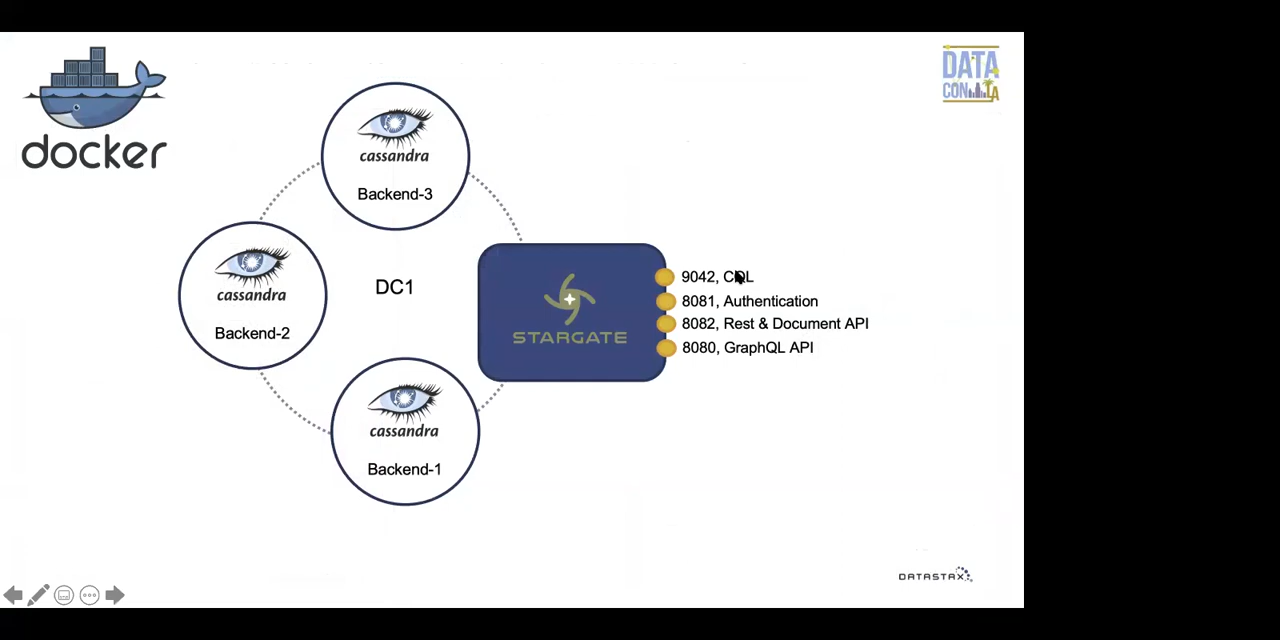 docker
DATA
CON LA
cassandra
Backend-3
cassandra
Backend-2
DC1
STARGATE
9042, CQL
8081, Authentication
8082, Rest & Document API
8080, GraphQL API
cassandra
Backend-1
DATASTAX